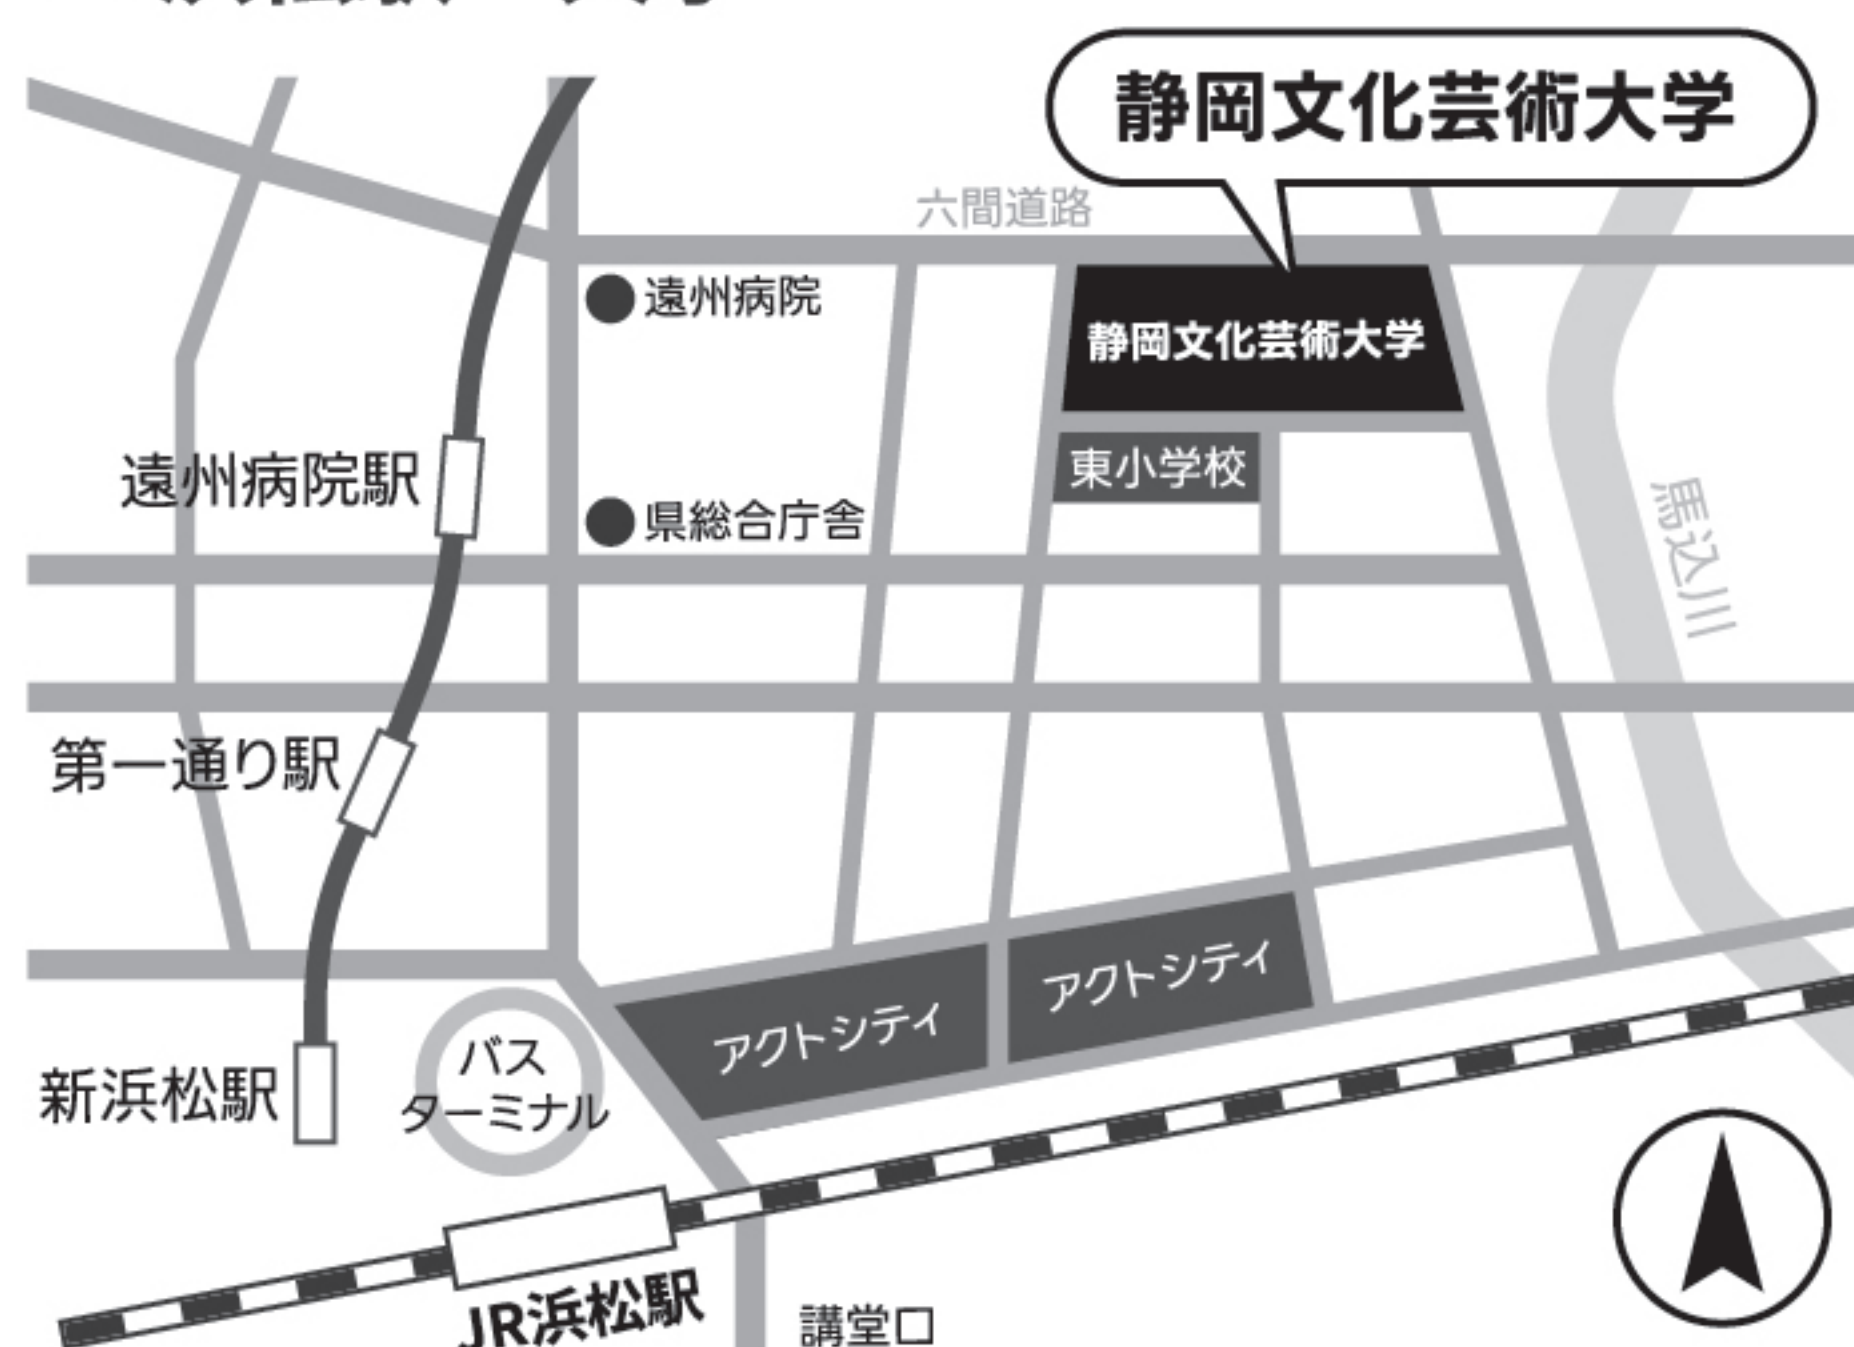 静岡文化芸術大学
六間道路
遠州病院
静岡文化芸術大学
遠州病院駅
東小学校
県総合庁舎
馬込川
第一通り駅
アクトシティ
アクトシティ
新浜松駅
バス
ターミナル
JR浜松駅
講堂口